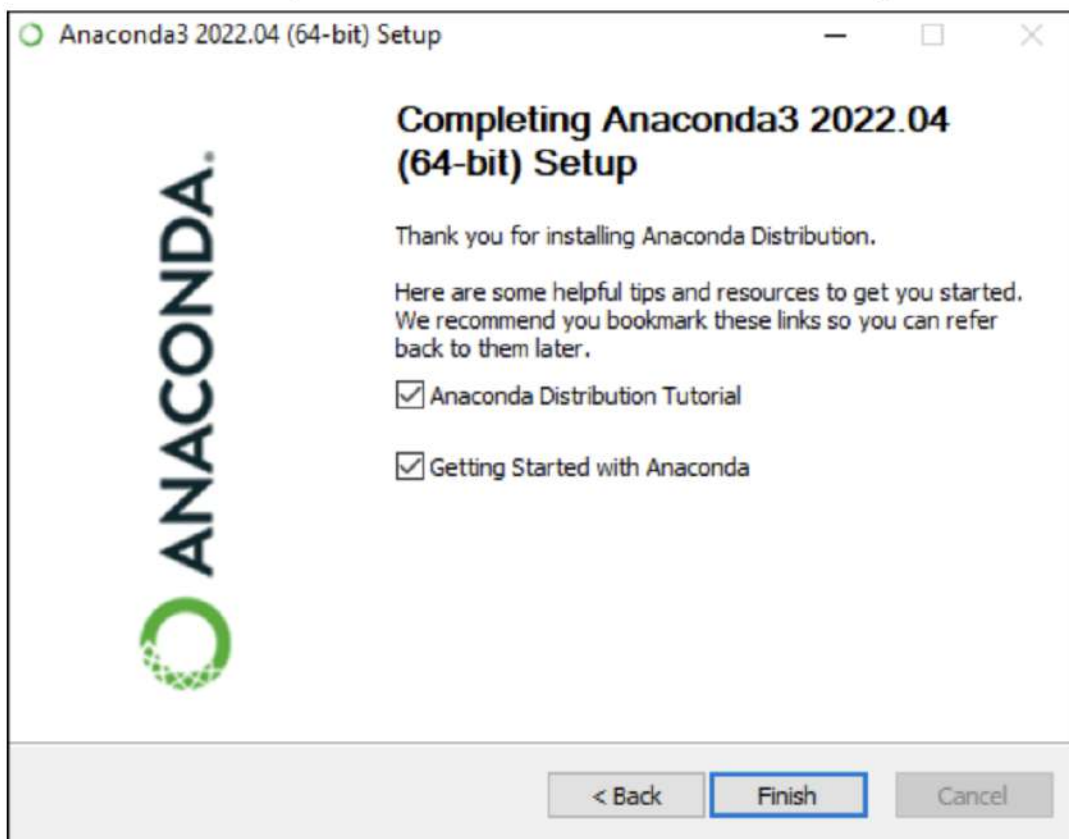 Anaconda3 2022.04 (64-bit) Setup
ANACONDA.
Completing Anaconda3 2022.04
(64-bit) Setup
Thank you for installing Anaconda Distribution.
Here are some helpful tips and resources to get you started.
We recommend you bookmark these links so you can refer
back to them later.
Anaconda Distribution Tutorial
Getting Started with Anaconda
< Back
Finish
Cancel